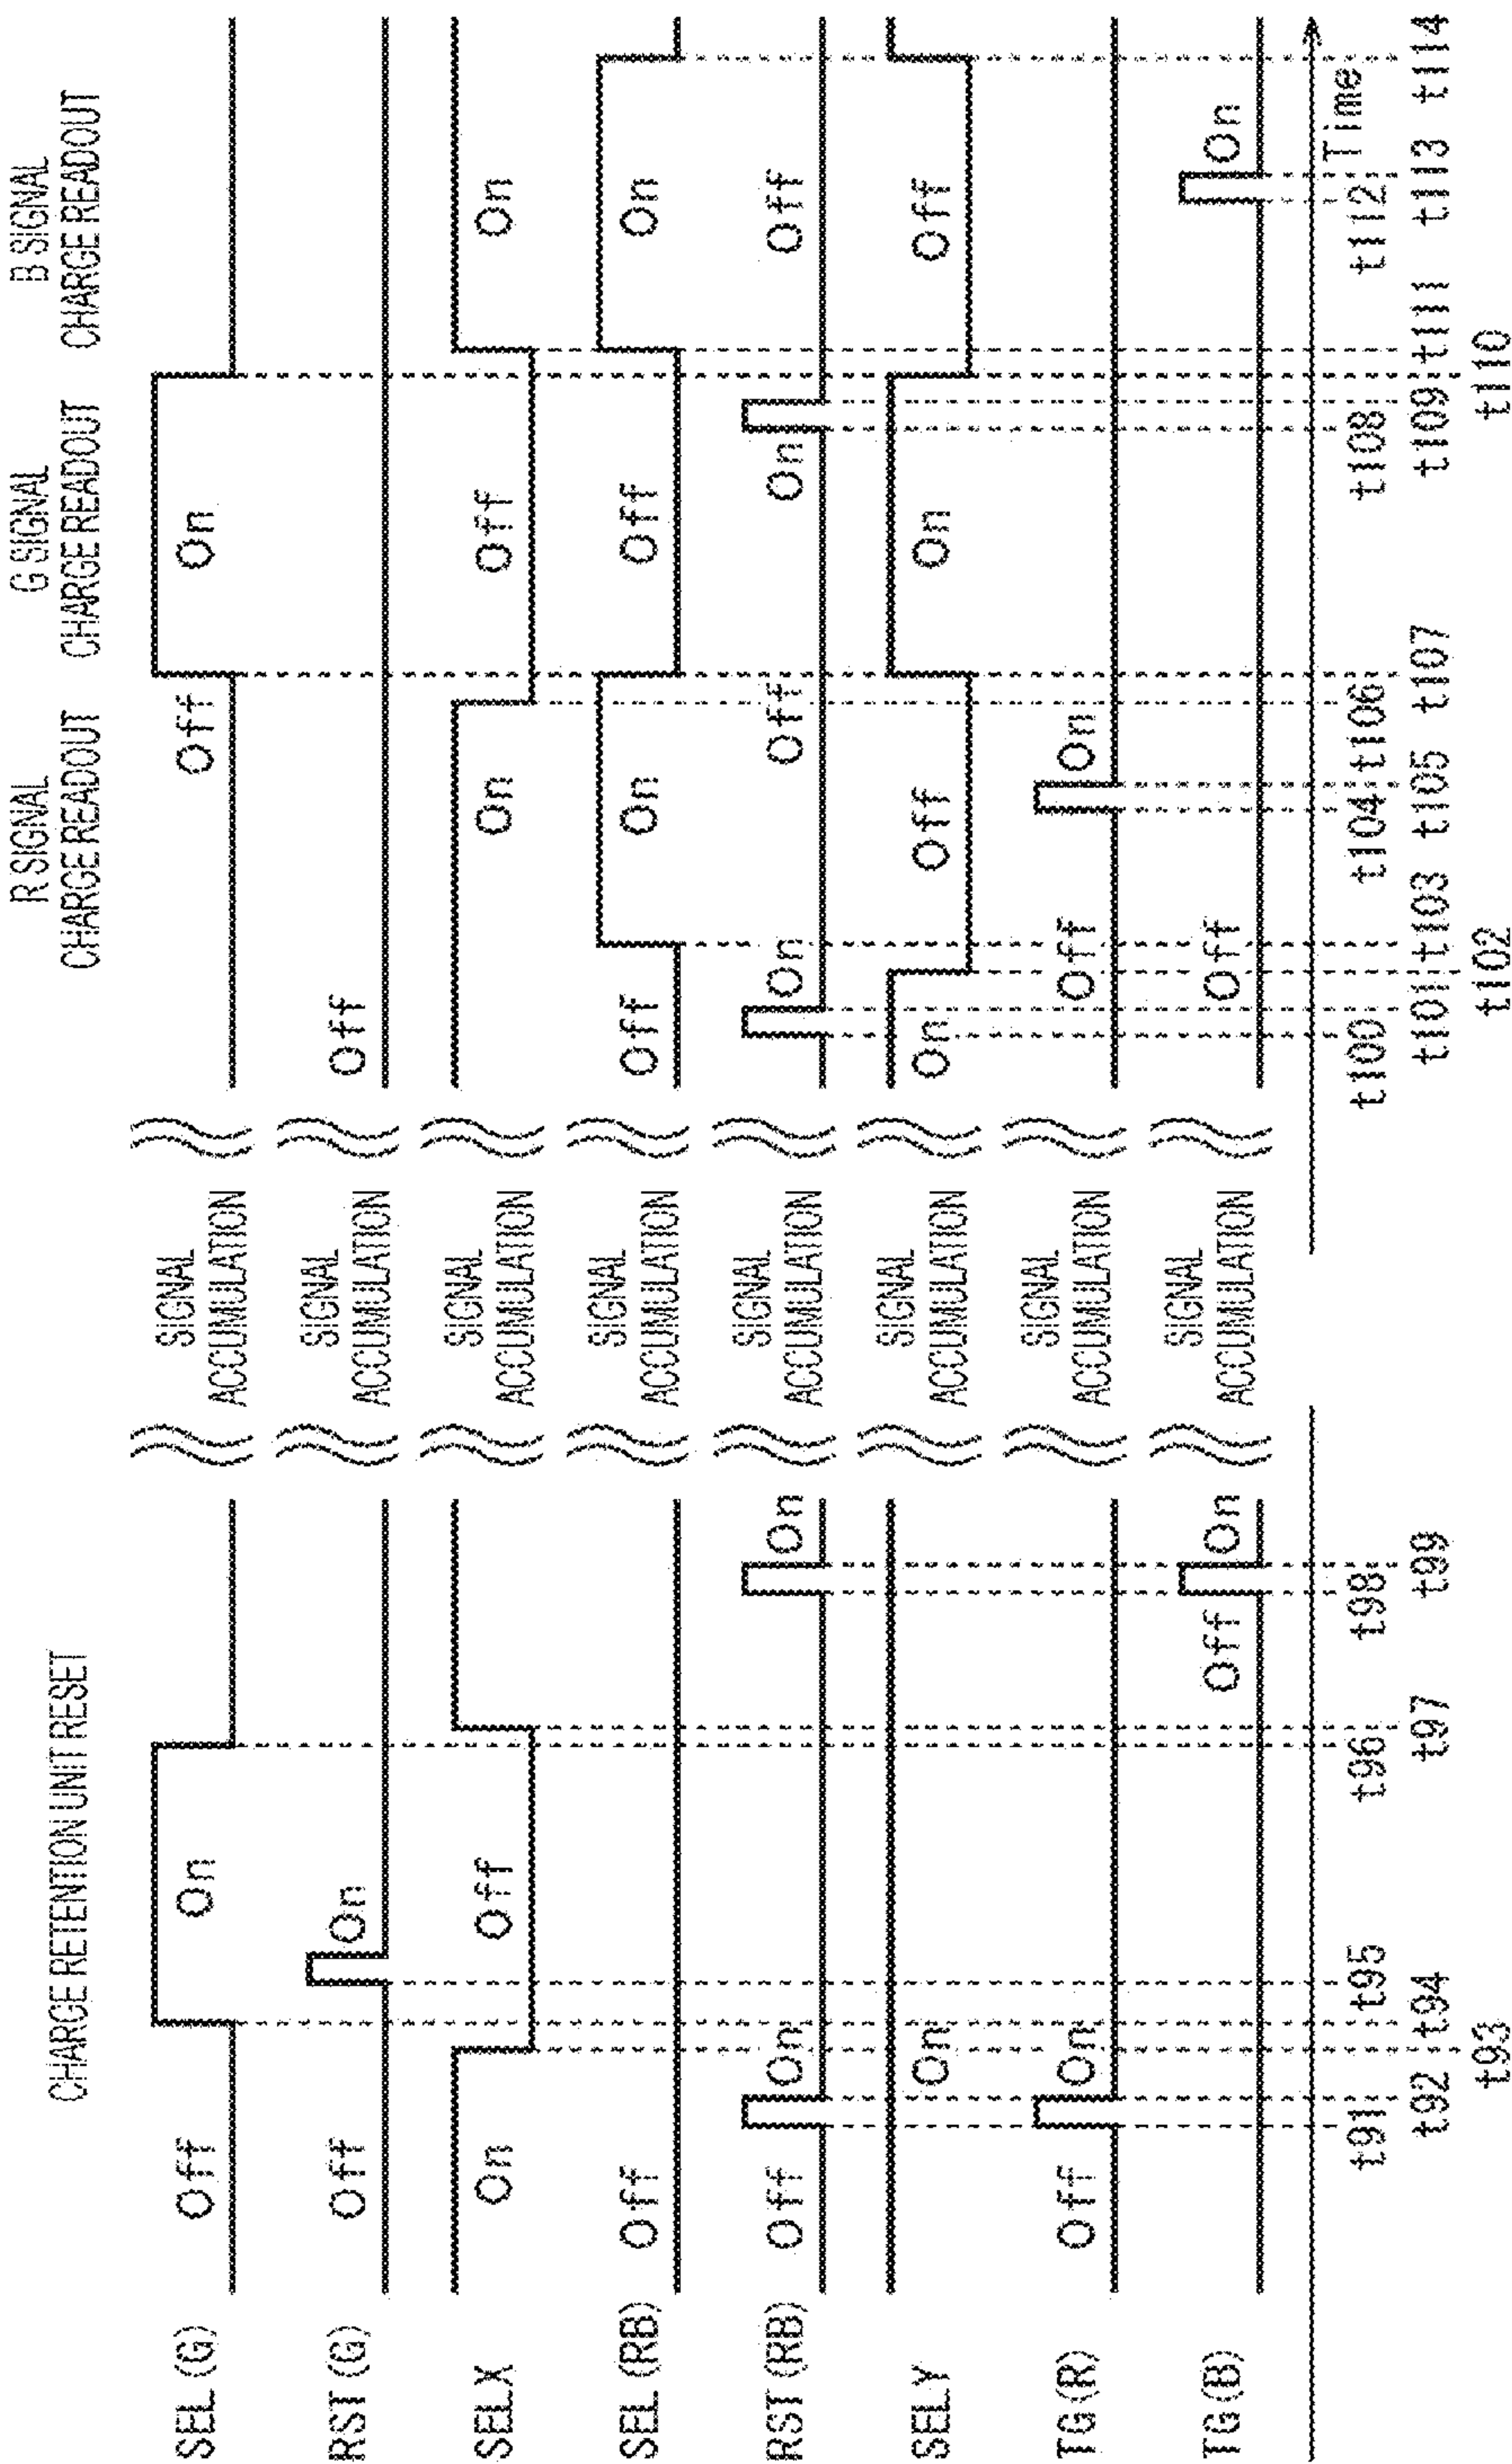 CHARGE RETENTION UNIT RESET
R SIGNAL
CHARGE READOUT
G SIGNAL
CHARGE READOUT
B SIGNAL
CHARGE READOUT
SEL (G)
Off
On
SIGNAL
ACCUMULATION
Off
On
RST (G)
Off
On
SIGNAL
ACCUMULATION
Off
SELX
On
Off
SIGNAL
ACCUMULATION
On
Off
On
SEL (RB)
Off
SIGNAL
ACCUMULATION
Off
On
Off
On
RST (RB)
Off
On
On
SIGNAL
ACCUMULATION
On
Off
On
Off
SELY
On
SIGNAL
ACCUMULATION
On
Off
On
Off
TG (R)
Off
On
SIGNAL
ACCUMULATION
Off
On
TG (B)
Off
On
SIGNAL
ACCUMULATION
Off
On
Time
t91 t95 t96 t98 t100 t104 t106 t108 t112
t92 t94 t97 t99 t101 t103 t105 t107 t109 t111 t113 t114
t93 t102 t110